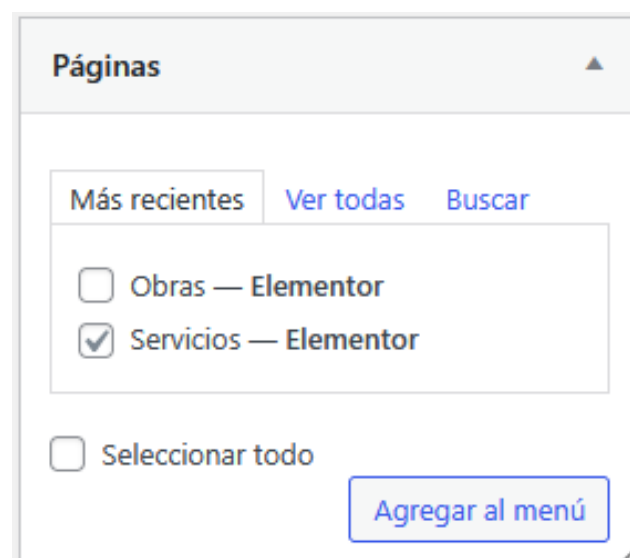 Páginas
Más recientes Ver todas Buscar
Obras — Elementor
Servicios — Elementor
Seleccionar todo
Agregar al menú